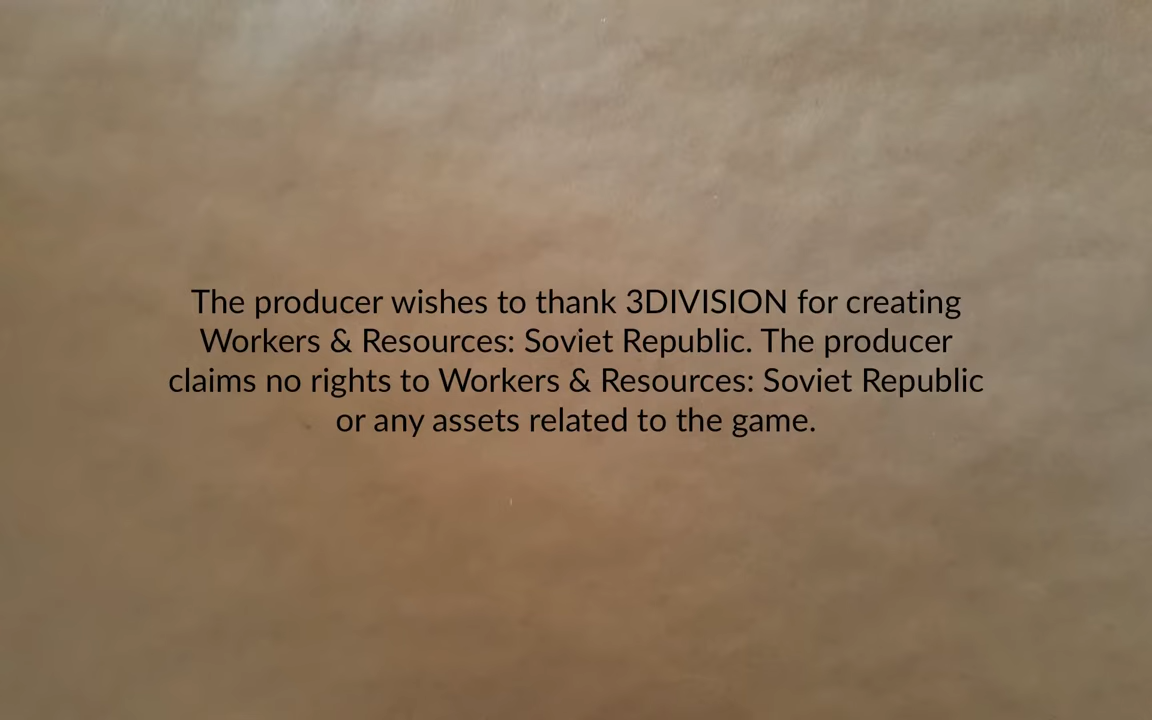 The producer wishes to thank 3DIVISION for creating
Workers & Resources: Soviet Republic. The producer
claims no rights to Workers & Resources: Soviet Republic
or any assets related to the game.